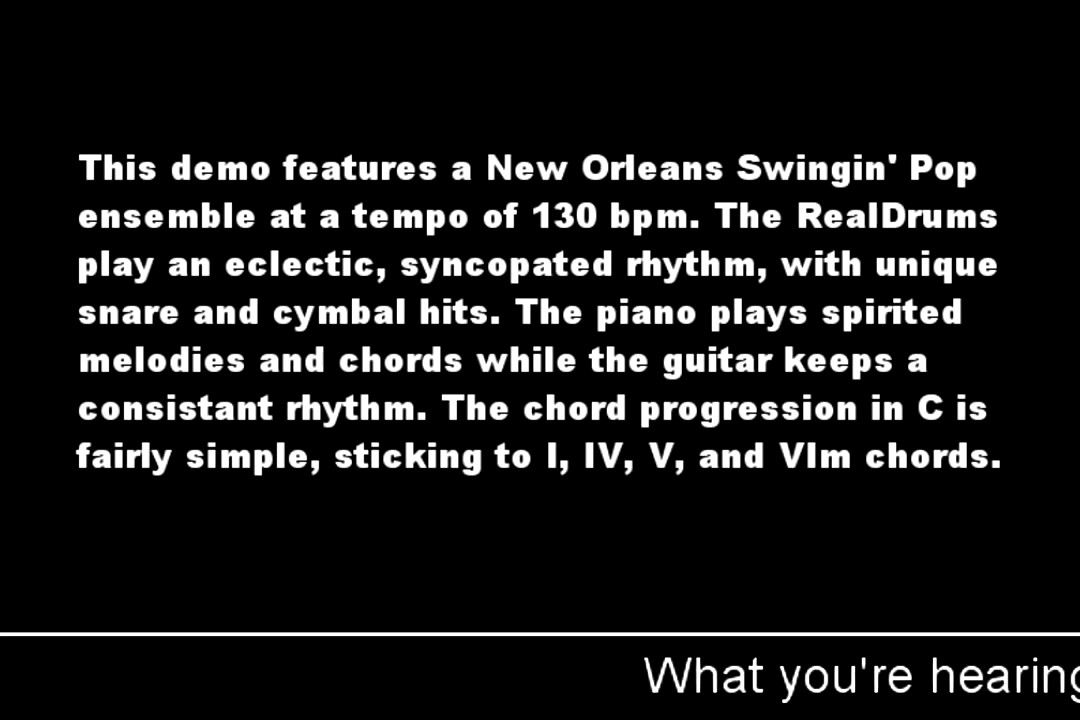 This demo features a New Orleans Swingin' Pop
ensemble at a tempo of 130 bpm. The RealDrums
play an eclectic, syncopated rhythm, with unique
snare and cymbal hits. The piano plays spirited
melodies and chords while the guitar keeps a
consistant rhythm. The chord progression in C is
fairly simple, sticking to I, IV, V, and VIm chords.
What you're hearing